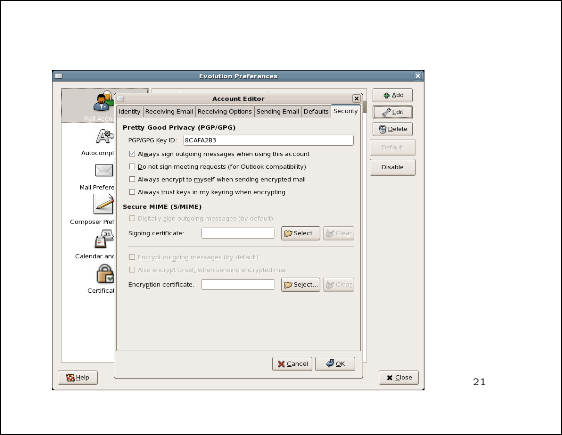 Evolution Preferences
Account Editor
Add
Identity Receiving Email Receiving Options Sending Email Defaults Security
Edit
Pretty Good Privacy (PGP/GPG)
Delete
PGP/GPG Key ID:
Default
Always sign outgoing messages when using this account
Autocompl
Do not sign meeting requests (for Outlook compatibility)
Disable
Always encrypt to myself when sending encrypted mail
Mail Prefere
Always trust keys in my keyring when encrypting
Secure MIME (S/MIME)
Digitally sign outgoing messages (by default)
Composer Pref
Signing certificate: Select... Clear
Calendar and
Encrypt outgoing messages (by default)
Also encrypt to self when sending encrypted mail
Encryption certificate: Select... Clear
Certifica
Cancel OK
Help Close
21